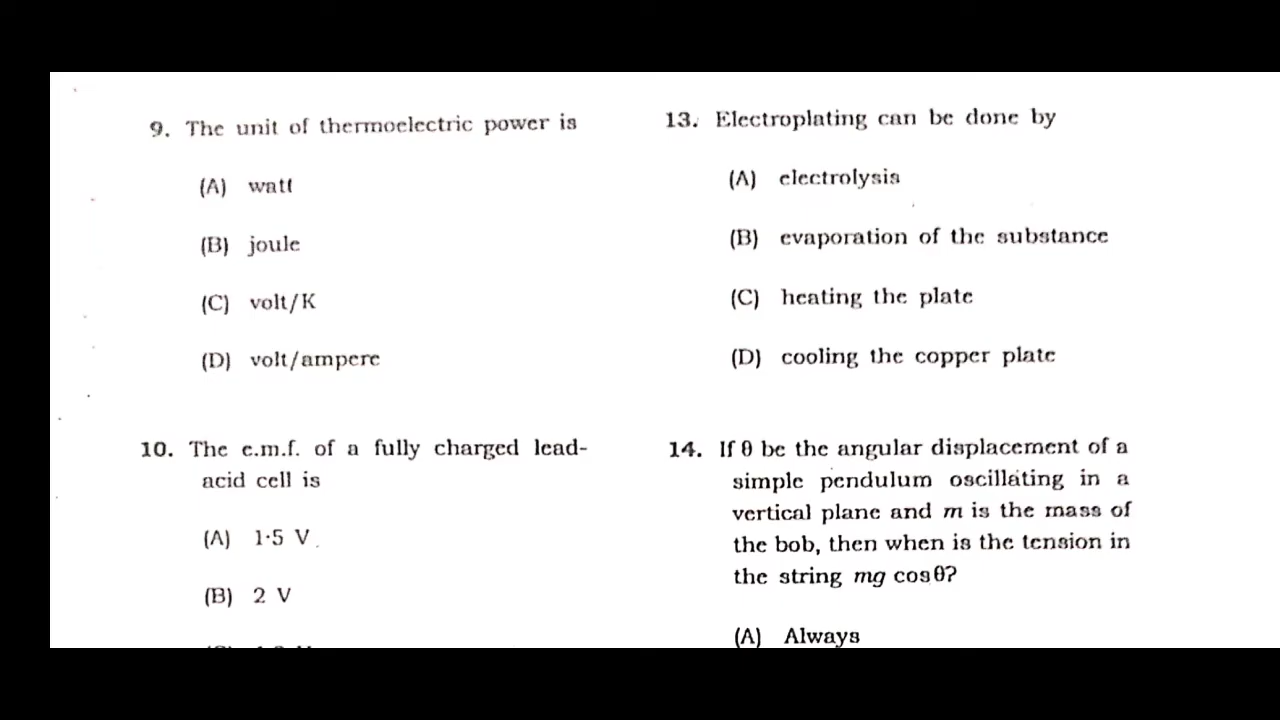 9. The unit of thermoelectric power is
(A) watt
(B) joule
(C) volt/K
(D) volt/ampere
10. The e.m.f. of a fully charged lead-
acid cell is
(A) 1·5 V
(B) 2 V
13. Electroplating can be done by
(A) electrolysis
(B) evaporation of the substance
(C) heating the plate
(D) cooling the copper plate
14. If θ be the angular displacement of a
simple pendulum oscillating in a
vertical plane and m is the mass of
the bob, then when is the tension in
the string mg cosθ?
(A) Always